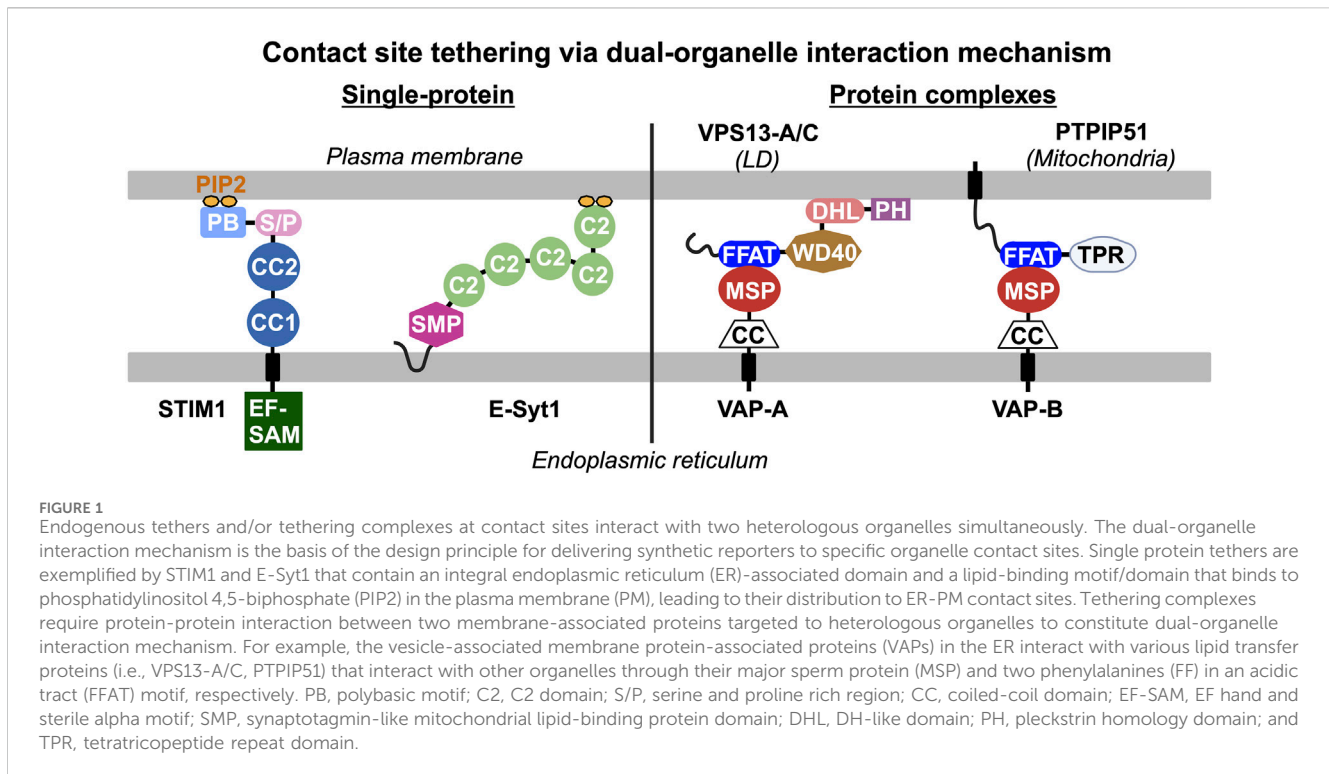 Contact site tethering via dual-organelle interaction mechanism
Single-protein
Protein complexes
Plasma membrane
VPS13-A/C
(LD)
PTPIP51
(Mitochondria)
PIP2
PB
S/P
CC2
CC1
EF-
SAM
STIM1
C2
C2
C2
C2
C2
SMP
E-Syt1
DHL
PH
FFAT
WD40
MSP
CC
VAP-A
FFAT
TPR
MSP
CC
VAP-B
Endoplasmic reticulum
FIGURE 1
Endogenous tethers and/or tethering complexes at contact sites interact with two heterologous organelles simultaneously. The dual-organelle
interaction mechanism is the basis of the design principle for delivering synthetic reporters to specific organelle contact sites. Single protein tethers are
exemplified by STIM1 and E-Syt1 that contain an integral endoplasmic reticulum (ER)-associated domain and a lipid-binding motif/domain that binds to
phosphatidylinositol 4,5-biphosphate (PIP2) in the plasma membrane (PM), leading to their distribution to ER-PM contact sites. Tethering complexes
require protein-protein interaction between two membrane-associated proteins targeted to heterologous organelles to constitute dual-organelle
interaction mechanism. For example, the vesicle-associated membrane protein-associated proteins (VAPs) in the ER interact with various lipid transfer
proteins (i.e., VPS13-A/C, PTPIP51) that interact with other organelles through their major sperm protein (MSP) and two phenylalanines (FF) in an acidic
tract (FFAT) motif, respectively. PB, polybasic motif; C2, C2 domain; S/P, serine and proline rich region; CC, coiled-coil domain; EF-SAM, EF hand and
sterile alpha motif; SMP, synaptotagmin-like mitochondrial lipid-binding protein domain; DHL, DH-like domain; PH, pleckstrin homology domain; and
TPR, tetratricopeptide repeat domain.